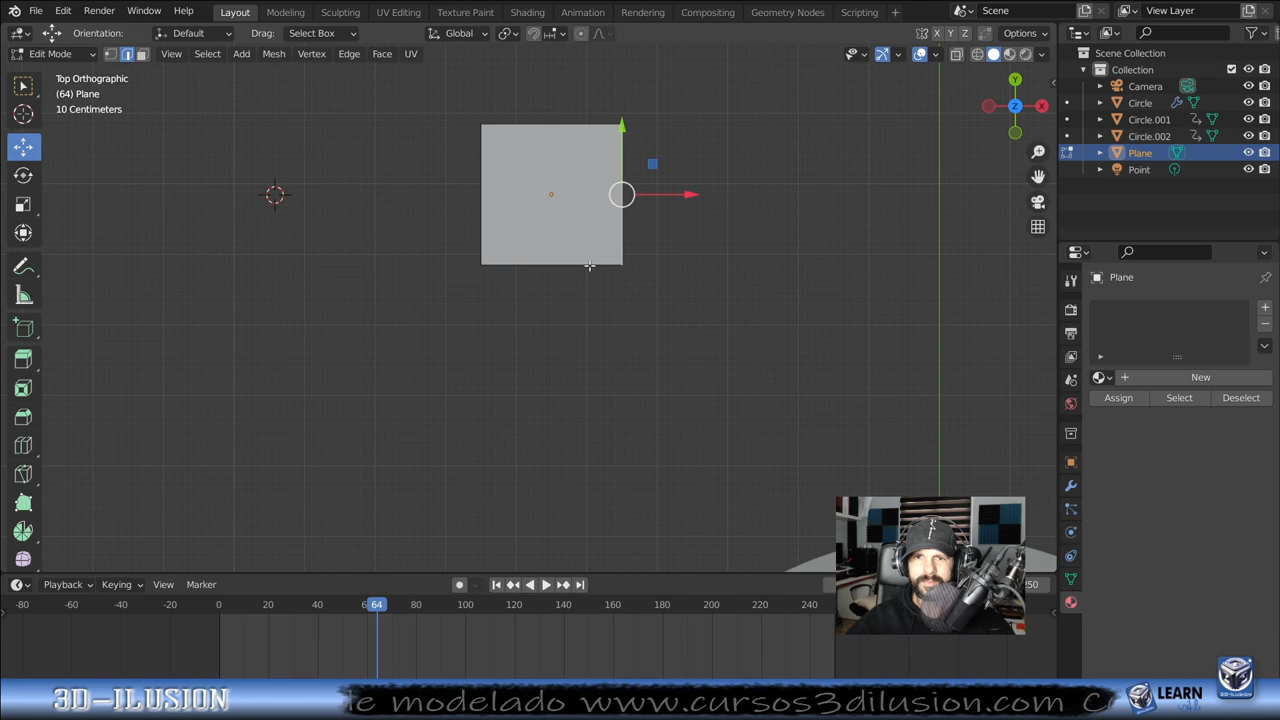 File Edit Render Window Help Layout Modeling Sculpting UV Editing Texture Paint Shading Animation Rendering Compositing Geometry Nodes Scripting + Scene View Layer
Orientation: Default Drag: Select Box Global X Y Z Options
Edit Mode View Select Add Mesh Vertex Edge Face UV
Scene Collection
Collection
Camera
Circle
Circle.001
Circle.002
Plane
Point
Top Orthographic
(64) Plane
10 Centimeters
Y
Z
X
Plane
New
Assign Select Deselect
Playback Keying View Marker
250
-80 -60 -40 -20 0 20 40 64 80 100 120 140 160 180 200 220 240
3D-ILUSION
de modelado www.cursos3dilusion.com C
LEARN